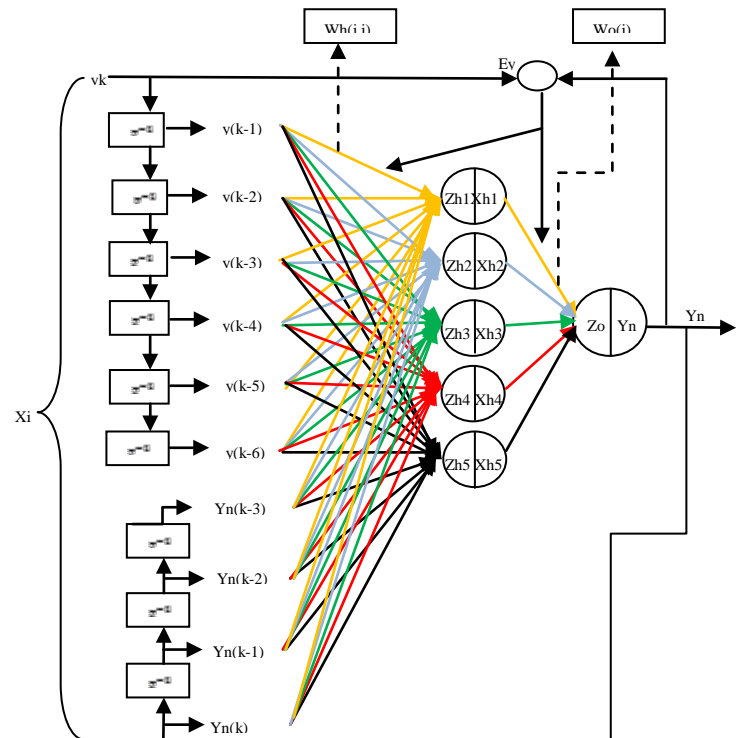 Wh(i,j)
Wo(j)
Ev
vk
v(k-1)
v(k-2)
v(k-3)
v(k-4)
v(k-5)
v(k-6)
Xi
Yn(k-3)
Yn(k-2)
Yn(k-1)
Yn(k)
Zh1 Xh1
Zh2 Xh2
Zh3 Xh3
Zh4 Xh4
Zh5 Xh5
Zo Yn
Yn